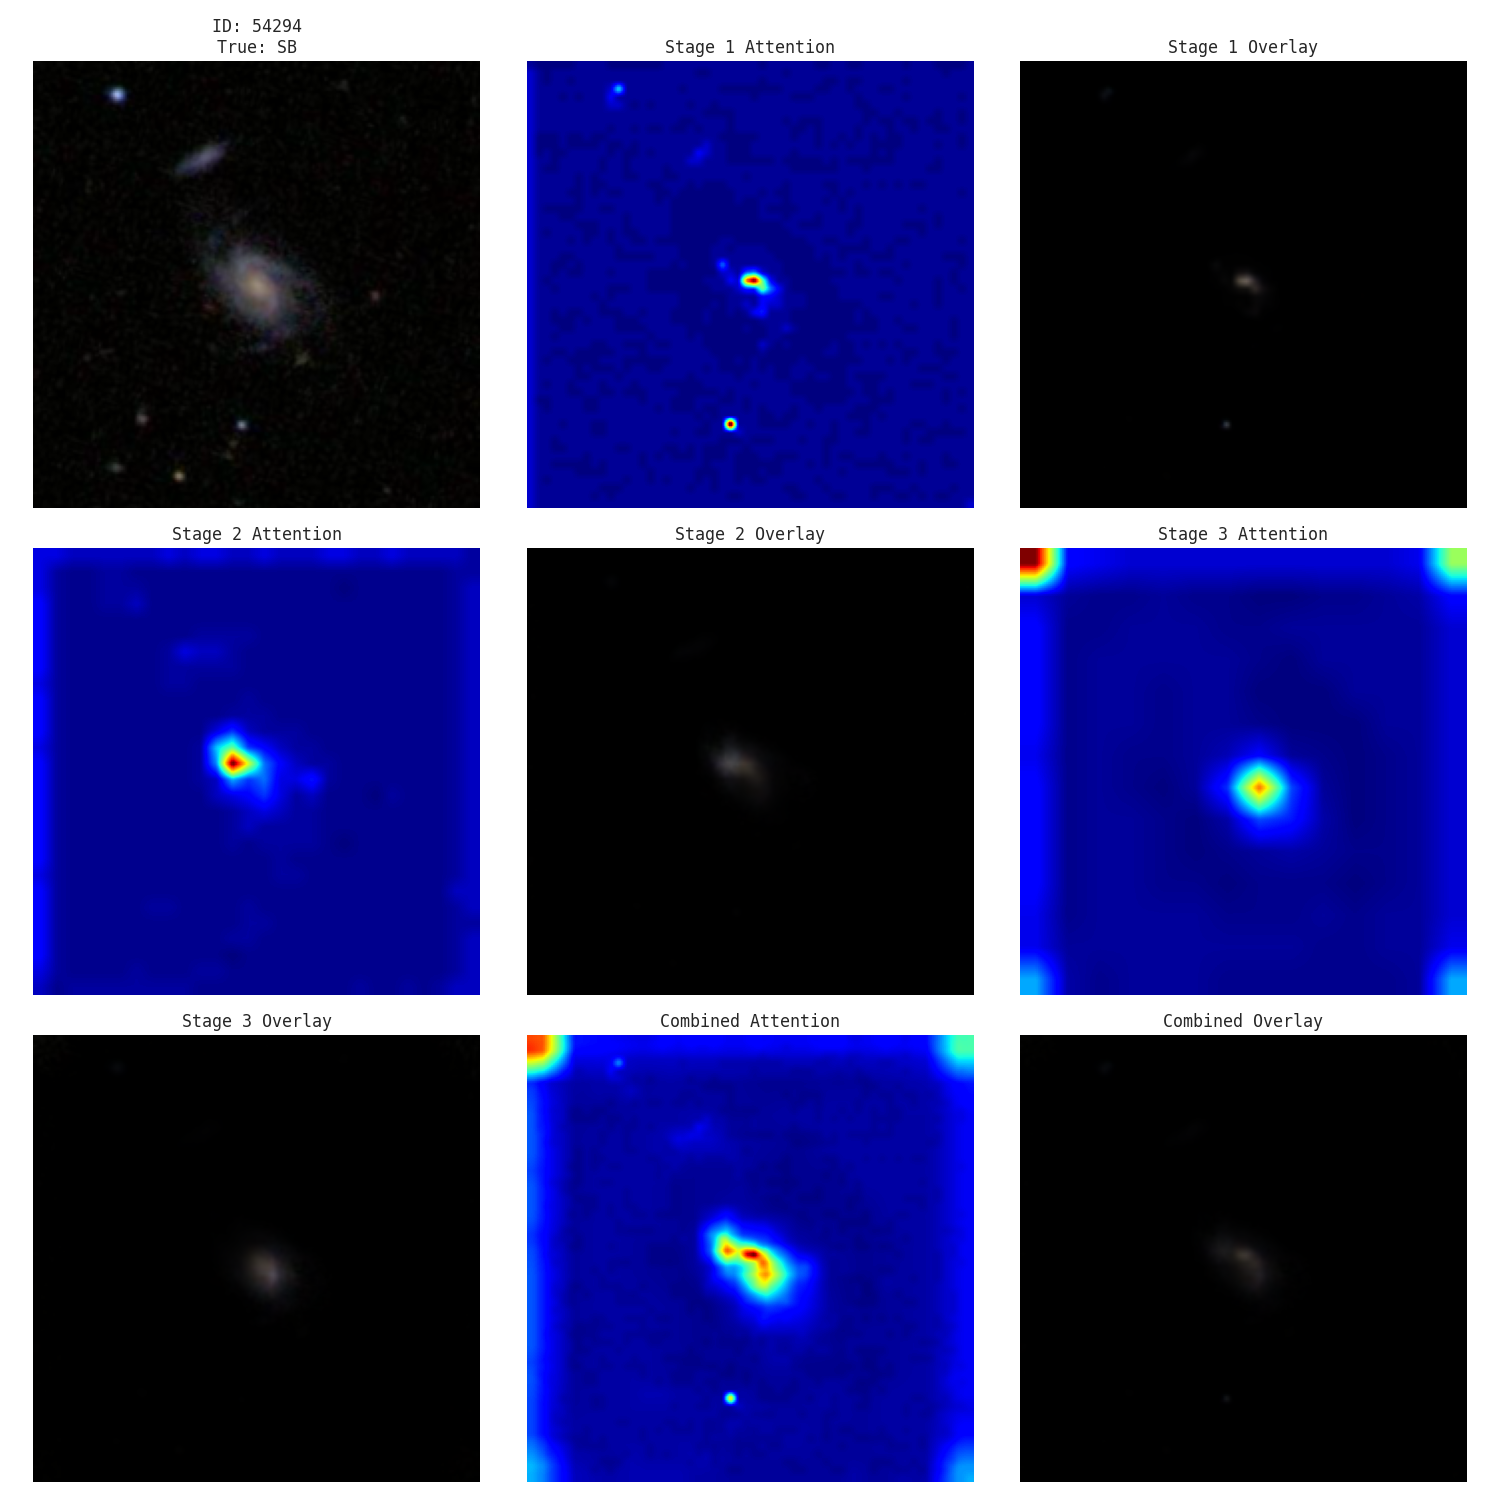 ID: 54294
True: SB
Stage 1 Attention
Stage 1 Overlay
Stage 2 Attention
Stage 2 Overlay
Stage 3 Attention
Stage 3 Overlay
Combined Attention
Combined Overlay